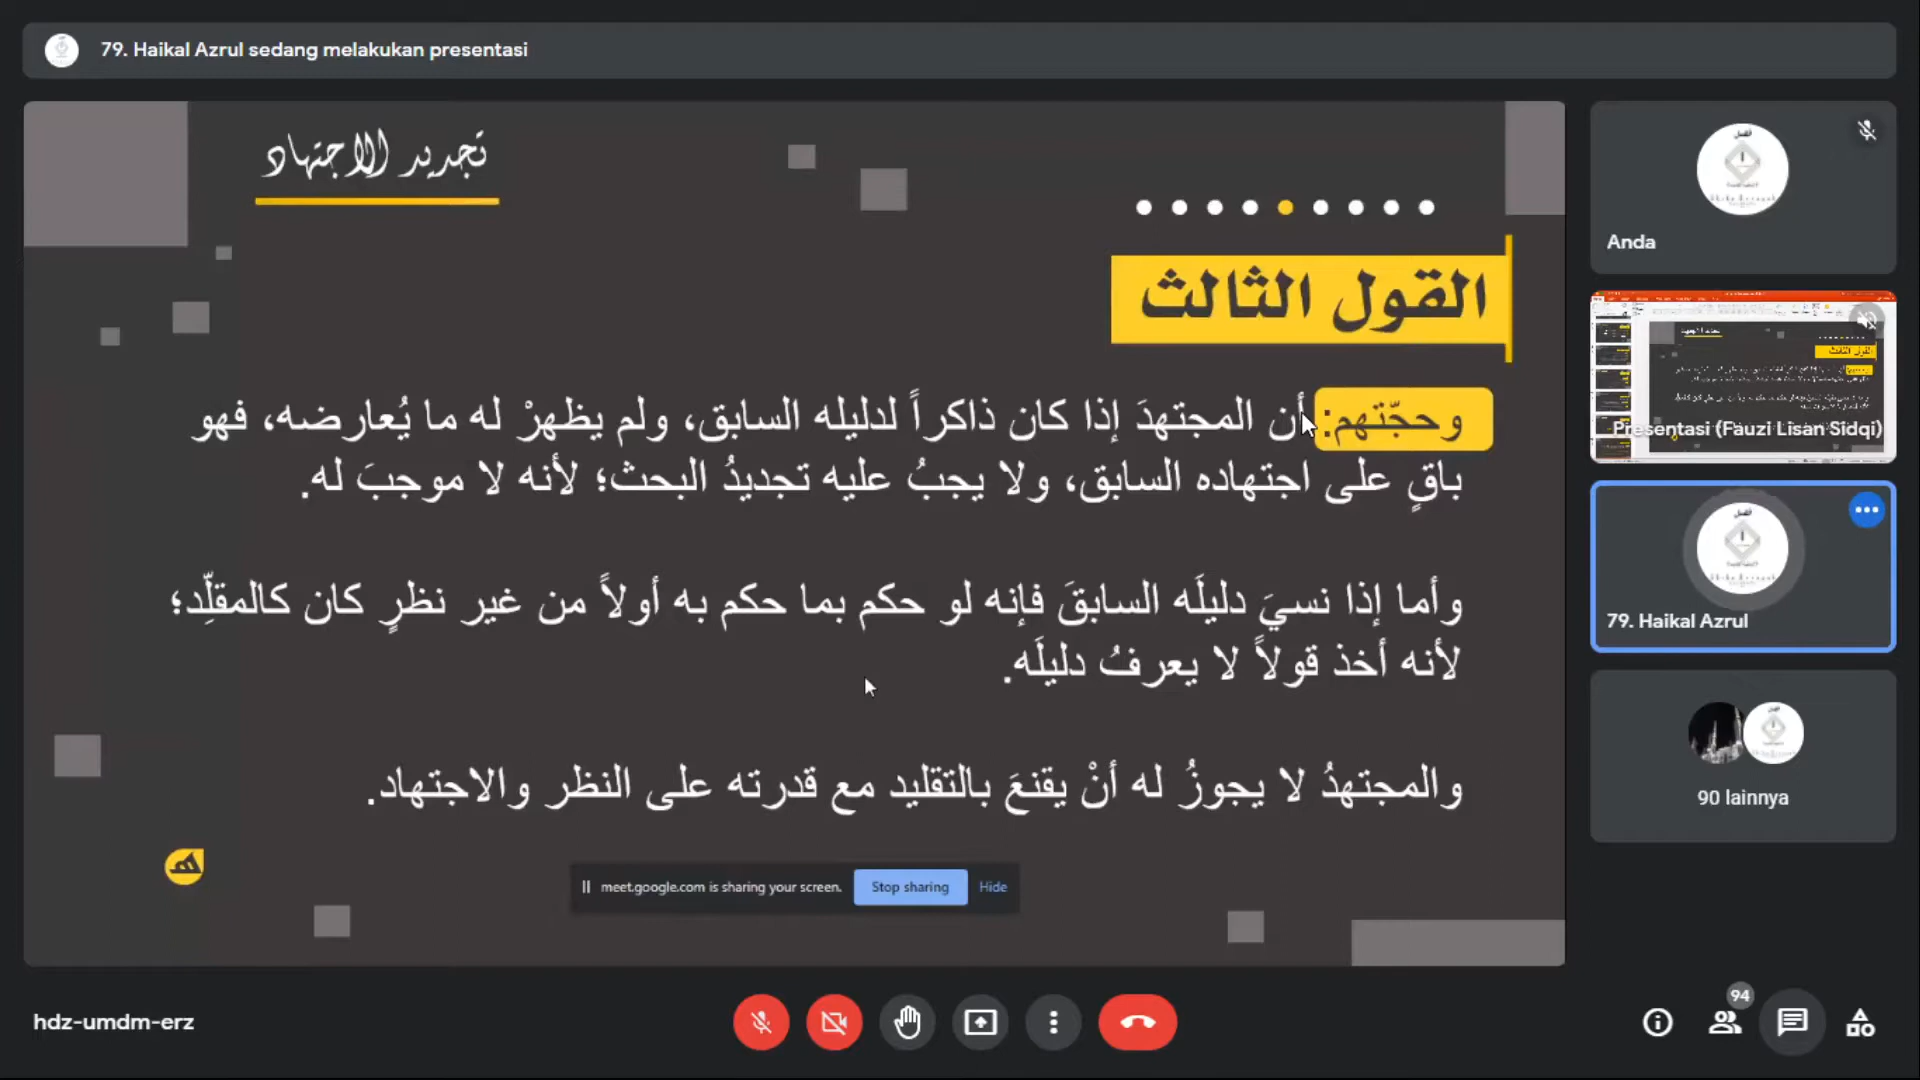 79. Haikal Azrul sedang melakukan presentasi
تجديد الاجتهاد
القول الثالث
وحجّتهم: أن المجتهدَ إذا كان ذاكراً لدليله السابق، ولم يظهرْ له ما يُعارضه، فهو
باقٍ على اجتهاده السابق، ولا يجبُ عليه تجديدُ البحث؛ لأنه لا موجبَ له.
وأما إذا نسيَ دليلَه السابقَ فإنه لو حكم بما حكم به أولاً من غير نظرٍ كان كالمقلِّد؛
لأنه أخذ قولاً لا يعرفُ دليلَه.
والمجتهدُ لا يجوزُ له أنْ يقنعَ بالتقليد مع قدرته على النظر والاجتهاد.
meet.google.com is sharing your screen.
Stop sharing
Hide
Anda
القول الثالث
Presentasi (Fauzi Lisan Sidqi)
79. Haikal Azrul
90 lainnya
hdz-umdm-erz
94